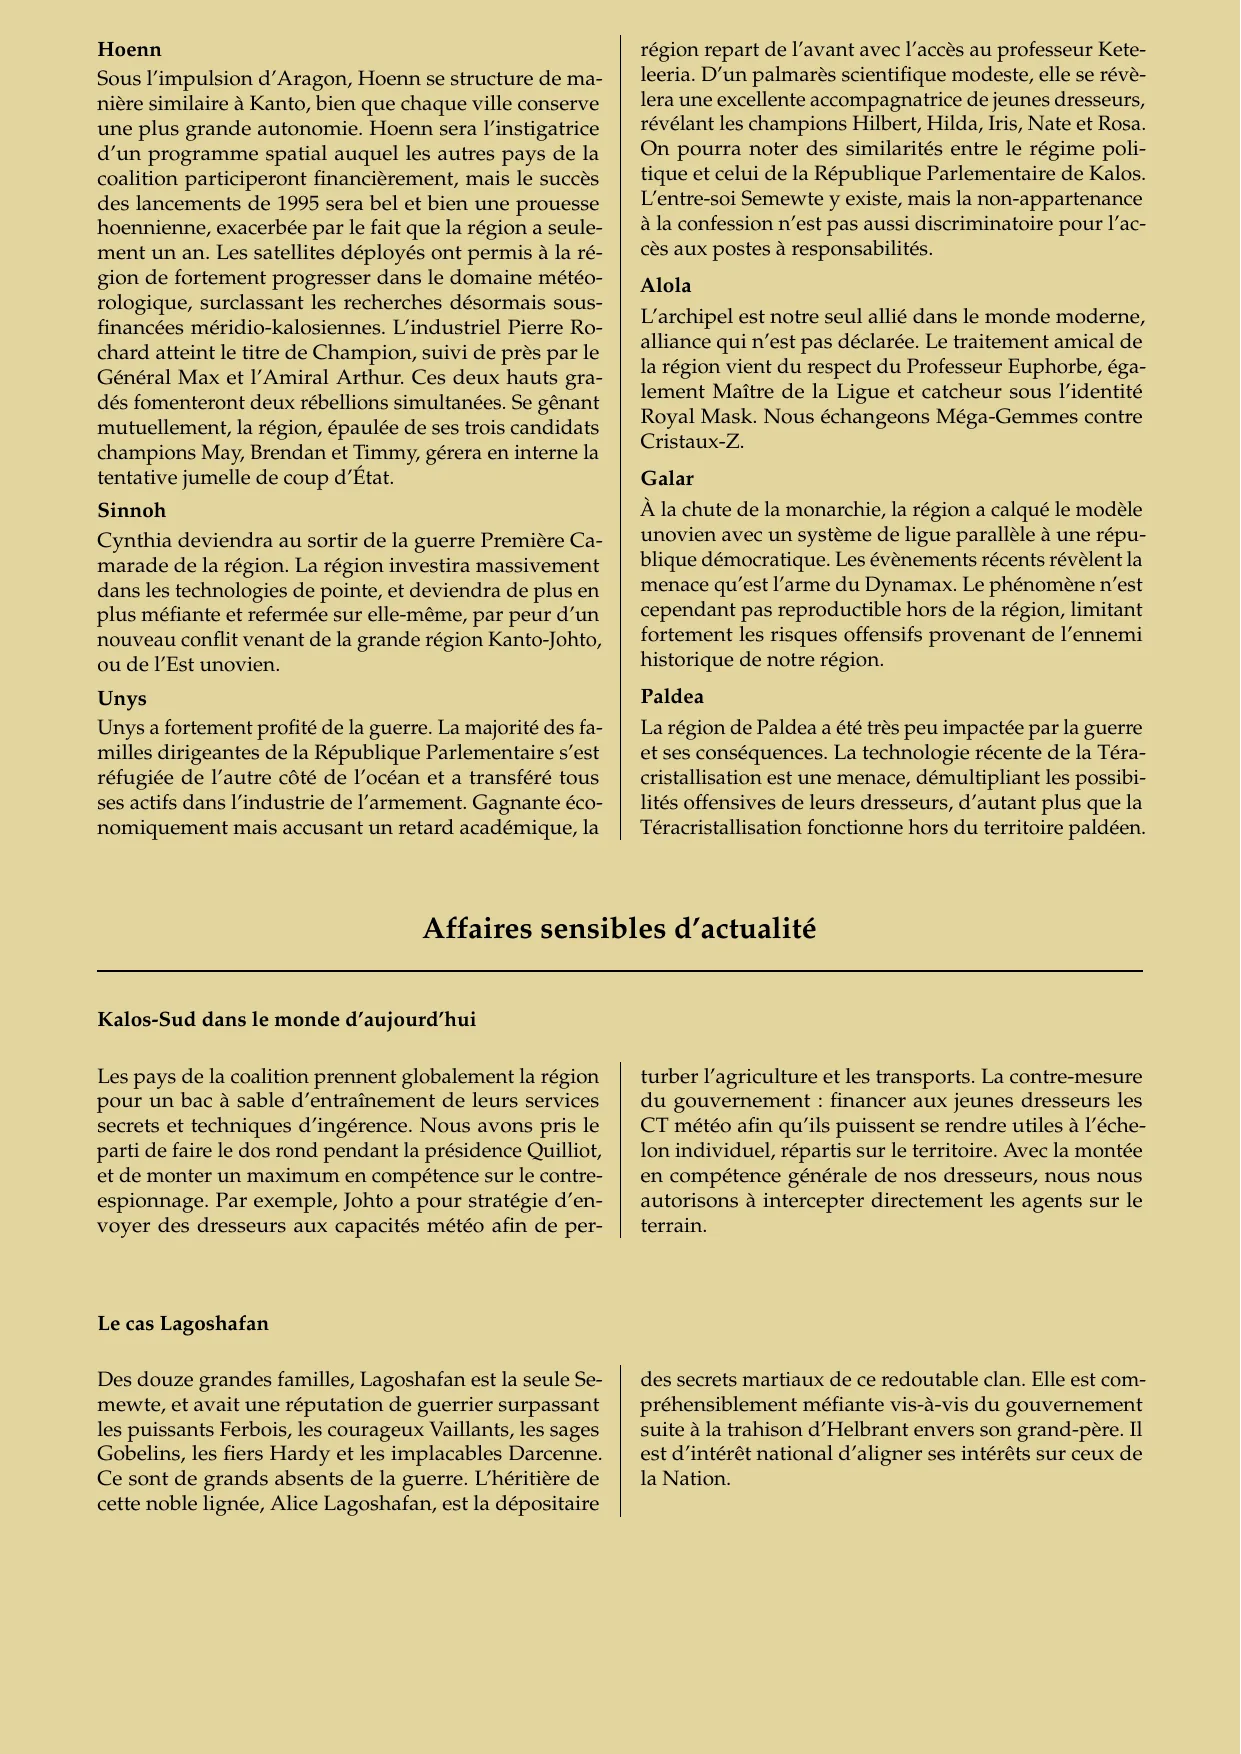 Hoenn
Sous l'impulsion d'Aragon, Hoenn se structure de ma-
nière similaire à Kanto, bien que chaque ville conserve
une plus grande autonomie. Hoenn sera l'instigatrice
d'un programme spatial auquel les autres pays de la
coalition participeront financièrement, mais le succès
des lancements de 1995 sera bel et bien une prouesse
hoennienne, exacerbée par le fait que la région a seule-
ment un an. Les satellites déployés ont permis à la ré-
gion de fortement progresser dans le domaine météo-
rologique, surclassant les recherches désormais sous-
financées méridio-kalosiennes. L'industriel Pierre Ro-
chard atteint le titre de Champion, suivi de près par le
Général Max et l'Amiral Arthur. Ces deux hauts gra-
dés fomenteront deux rébellions simultanées. Se gênant
mutuellement, la région, épaulée de ses trois candidats
champions May, Brendan et Timmy, gérera en interne la
tentative jumelle de coup d'État.
Sinnoh
Cynthia deviendra au sortir de la guerre Première Ca-
marade de la région. La région investira massivement
dans les technologies de pointe, et deviendra de plus en
plus méfiante et refermée sur elle-même, par peur d'un
nouveau conflit venant de la grande région Kanto-Johto,
ou de l'Est unovien.
Unys
Unys a fortement profité de la guerre. La majorité des fa-
milles dirigeantes de la République Parlementaire s'est
réfugiée de l'autre côté de l'océan et a transféré tous
ses actifs dans l'industrie de l'armement. Gagnante éco-
nomiquement mais accusant un retard académique, la
région repart de l'avant avec l'accès au professeur Kete-
leeria. D'un palmarès scientifique modeste, elle se révè-
lera une excellente accompagnatrice de jeunes dresseurs,
révélant les champions Hilbert, Hilda, Iris, Nate et Rosa.
On pourra noter des similarités entre le régime poli-
tique et celui de la République Parlementaire de Kalos.
L'entre-soi Semewte y existe, mais la non-appartenance
à la confession n'est pas aussi discriminatoire pour l'ac-
cès aux postes à responsabilités.
Alola
L'archipel est notre seul allié dans le monde moderne,
alliance qui n'est pas déclarée. Le traitement amical de
la région vient du respect du Professeur Euphorbe, éga-
lement Maître de la Ligue et catcheur sous l'identité
Royal Mask. Nous échangeons Méga-Gemmes contre
Cristaux-Z.
Galar
À la chute de la monarchie, la région a calqué le modèle
unovien avec un système de ligue parallèle à une répu-
blique démocratique. Les évènements récents révèlent la
menace qu'est l'arme du Dynamax. Le phénomène n'est
cependant pas reproductible hors de la région, limitant
fortement les risques offensifs provenant de l'ennemi
historique de notre région.
Paldea
La région de Paldea a été très peu impactée par la guerre
et ses conséquences. La technologie récente de la Téra-
cristallisation est une menace, démultipliant les possibi-
lités offensives de leurs dresseurs, d'autant plus que la
Téracristallisation fonctionne hors du territoire paldéen.
Affaires sensibles d'actualité
Kalos-Sud dans le monde d'aujourd'hui
Les pays de la coalition prennent globalement la région
pour un bac à sable d'entraînement de leurs services
secrets et techniques d'ingérence. Nous avons pris le
parti de faire le dos rond pendant la présidence Quilliot,
et de monter un maximum en compétence sur le contre-
espionnage. Par exemple, Johto a pour stratégie d'en-
voyer des dresseurs aux capacités météo afin de per-
turber l'agriculture et les transports. La contre-mesure
du gouvernement : financer aux jeunes dresseurs les
CT météo afin qu'ils puissent se rendre utiles à l'éche-
lon individuel, répartis sur le territoire. Avec la montée
en compétence générale de nos dresseurs, nous nous
autorisons à intercepter directement les agents sur le
terrain.
Le cas Lagoshafan
Des douze grandes familles, Lagoshafan est la seule Se-
mewte, et avait une réputation de guerrier surpassant
les puissants Ferbois, les courageux Vaillants, les sages
Gobelins, les fiers Hardy et les implacables Darcenne.
Ce sont de grands absents de la guerre. L'héritière de
cette noble lignée, Alice Lagoshafan, est la dépositaire
des secrets martiaux de ce redoutable clan. Elle est com-
préhensiblement méfiante vis-à-vis du gouvernement
suite à la trahison d'Helbrant envers son grand-père. Il
est d'intérêt national d'aligner ses intérêts sur ceux de
la Nation.